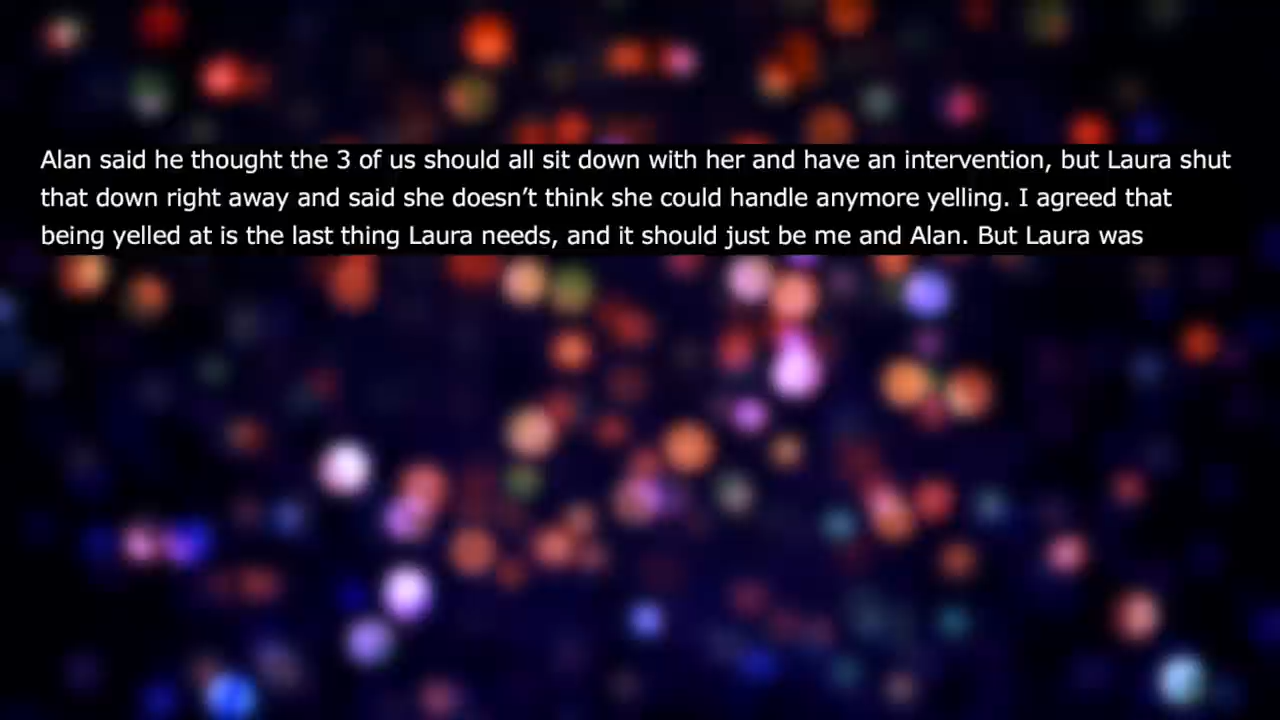 Alan said he thought the 3 of us should all sit down with her and have an intervention, but Laura shut
that down right away and said she doesn’t think she could handle anymore yelling. I agreed that
being yelled at is the last thing Laura needs, and it should just be me and Alan. But Laura was